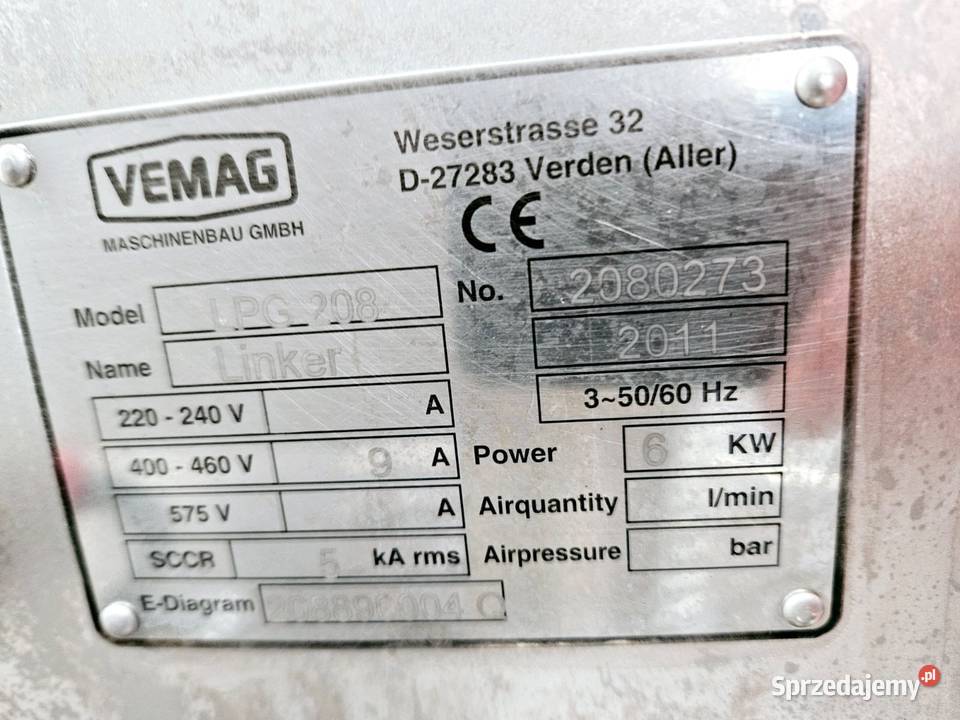 VEMAG
MASCHINENBAU GMBH
Weserstrasse 32
D-27283 Verden (Aller)
CE
Model LPG 208
No. 2080273
Name Linker
2011
220 - 240 V A
3~50/60 Hz
400 - 460 V 9 A
Power 6 KW
575 V A
Airquantity l/min
SCCR 5 kA rms
Airpressure bar
E-Diagram
Sprzedajemy.pl